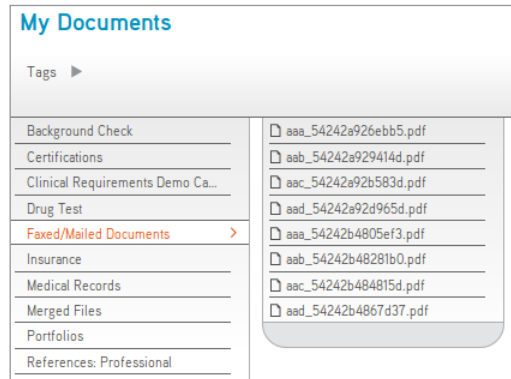 My Documents
Tags
Background Check
Certifications
Clinical Requirements Demo Ca...
Drug Test
Faxed/Mailed Documents
Insurance
Medical Records
Merged Files
Portfolios
References: Professional
aaa_54242a926ebb5.pdf
aab_54242a929414d.pdf
aac_54242a92b583d.pdf
aad_54242a92d965d.pdf
aaa_54242b4805ef3.pdf
aab_54242b48281b0.pdf
aac_54242b484815d.pdf
aad_54242b4867d37.pdf